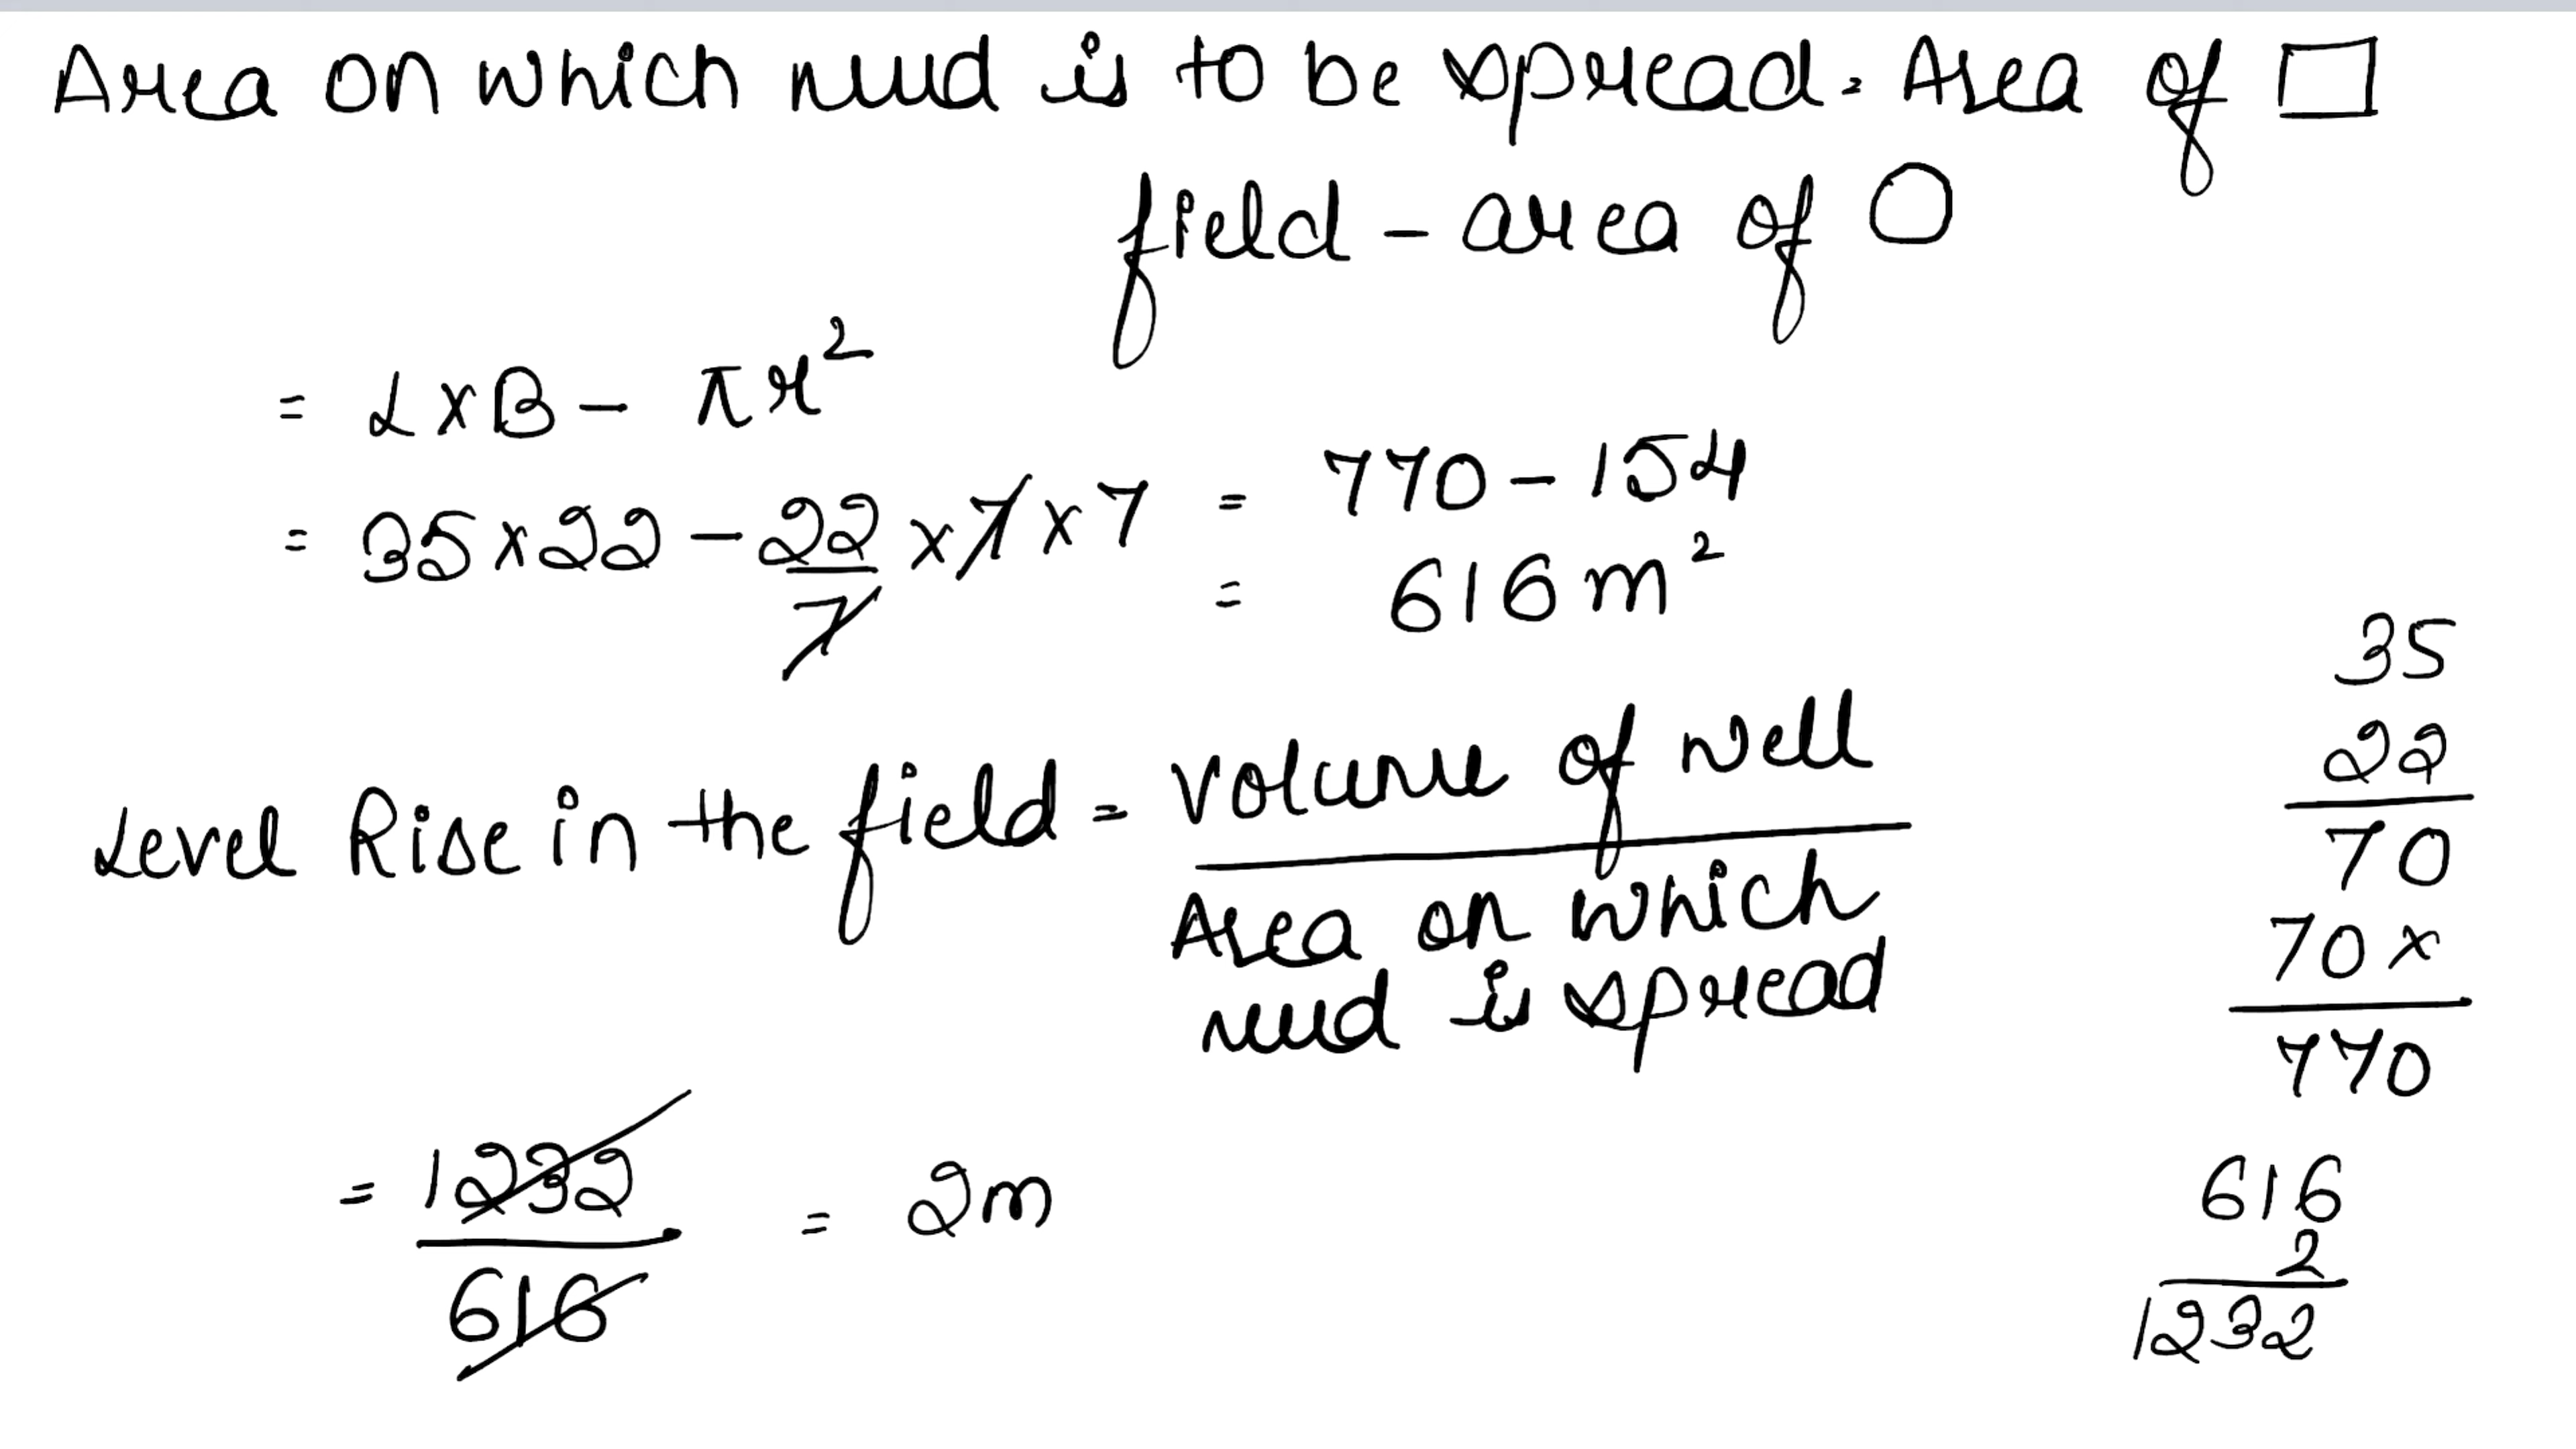 Area on which mud is to be spread = Area of □
field - area of O
= L x B - πr²
= 35 x 22 - 22/7 x 7 x 7 = 770 - 154
= 616 m²
Level Rise in the field = Volume of well
Area on which
mud is spread
= 1232/616 = 2m
35
22
70
70 x
770
616
2
1232